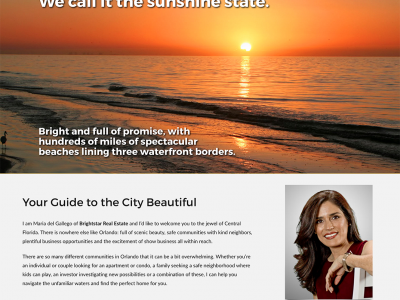 We call it the sunshine state.
Bright and full of promise, with
hundreds of miles of spectacular
beaches lining three waterfront borders.
Your Guide to the City Beautiful
I am Maria del Gallego of Brightstar Real Estate and I'd like to welcome you to the jewel of Central
Florida. There is nowhere else like Orlando: full of scenic beauty, safe communities with kind neighbors,
plentiful business opportunities and the excitement of show business all within reach.
There are so many different communities in Orlando that it can be a bit overwhelming. Whether you're
an individual or couple looking for an apartment or condo, a family seeking a safe neighborhood where
kids can play, an investor investigating new possibilities or a combination of these, I can help you
navigate the unfamiliar waters and find the perfect home for you.